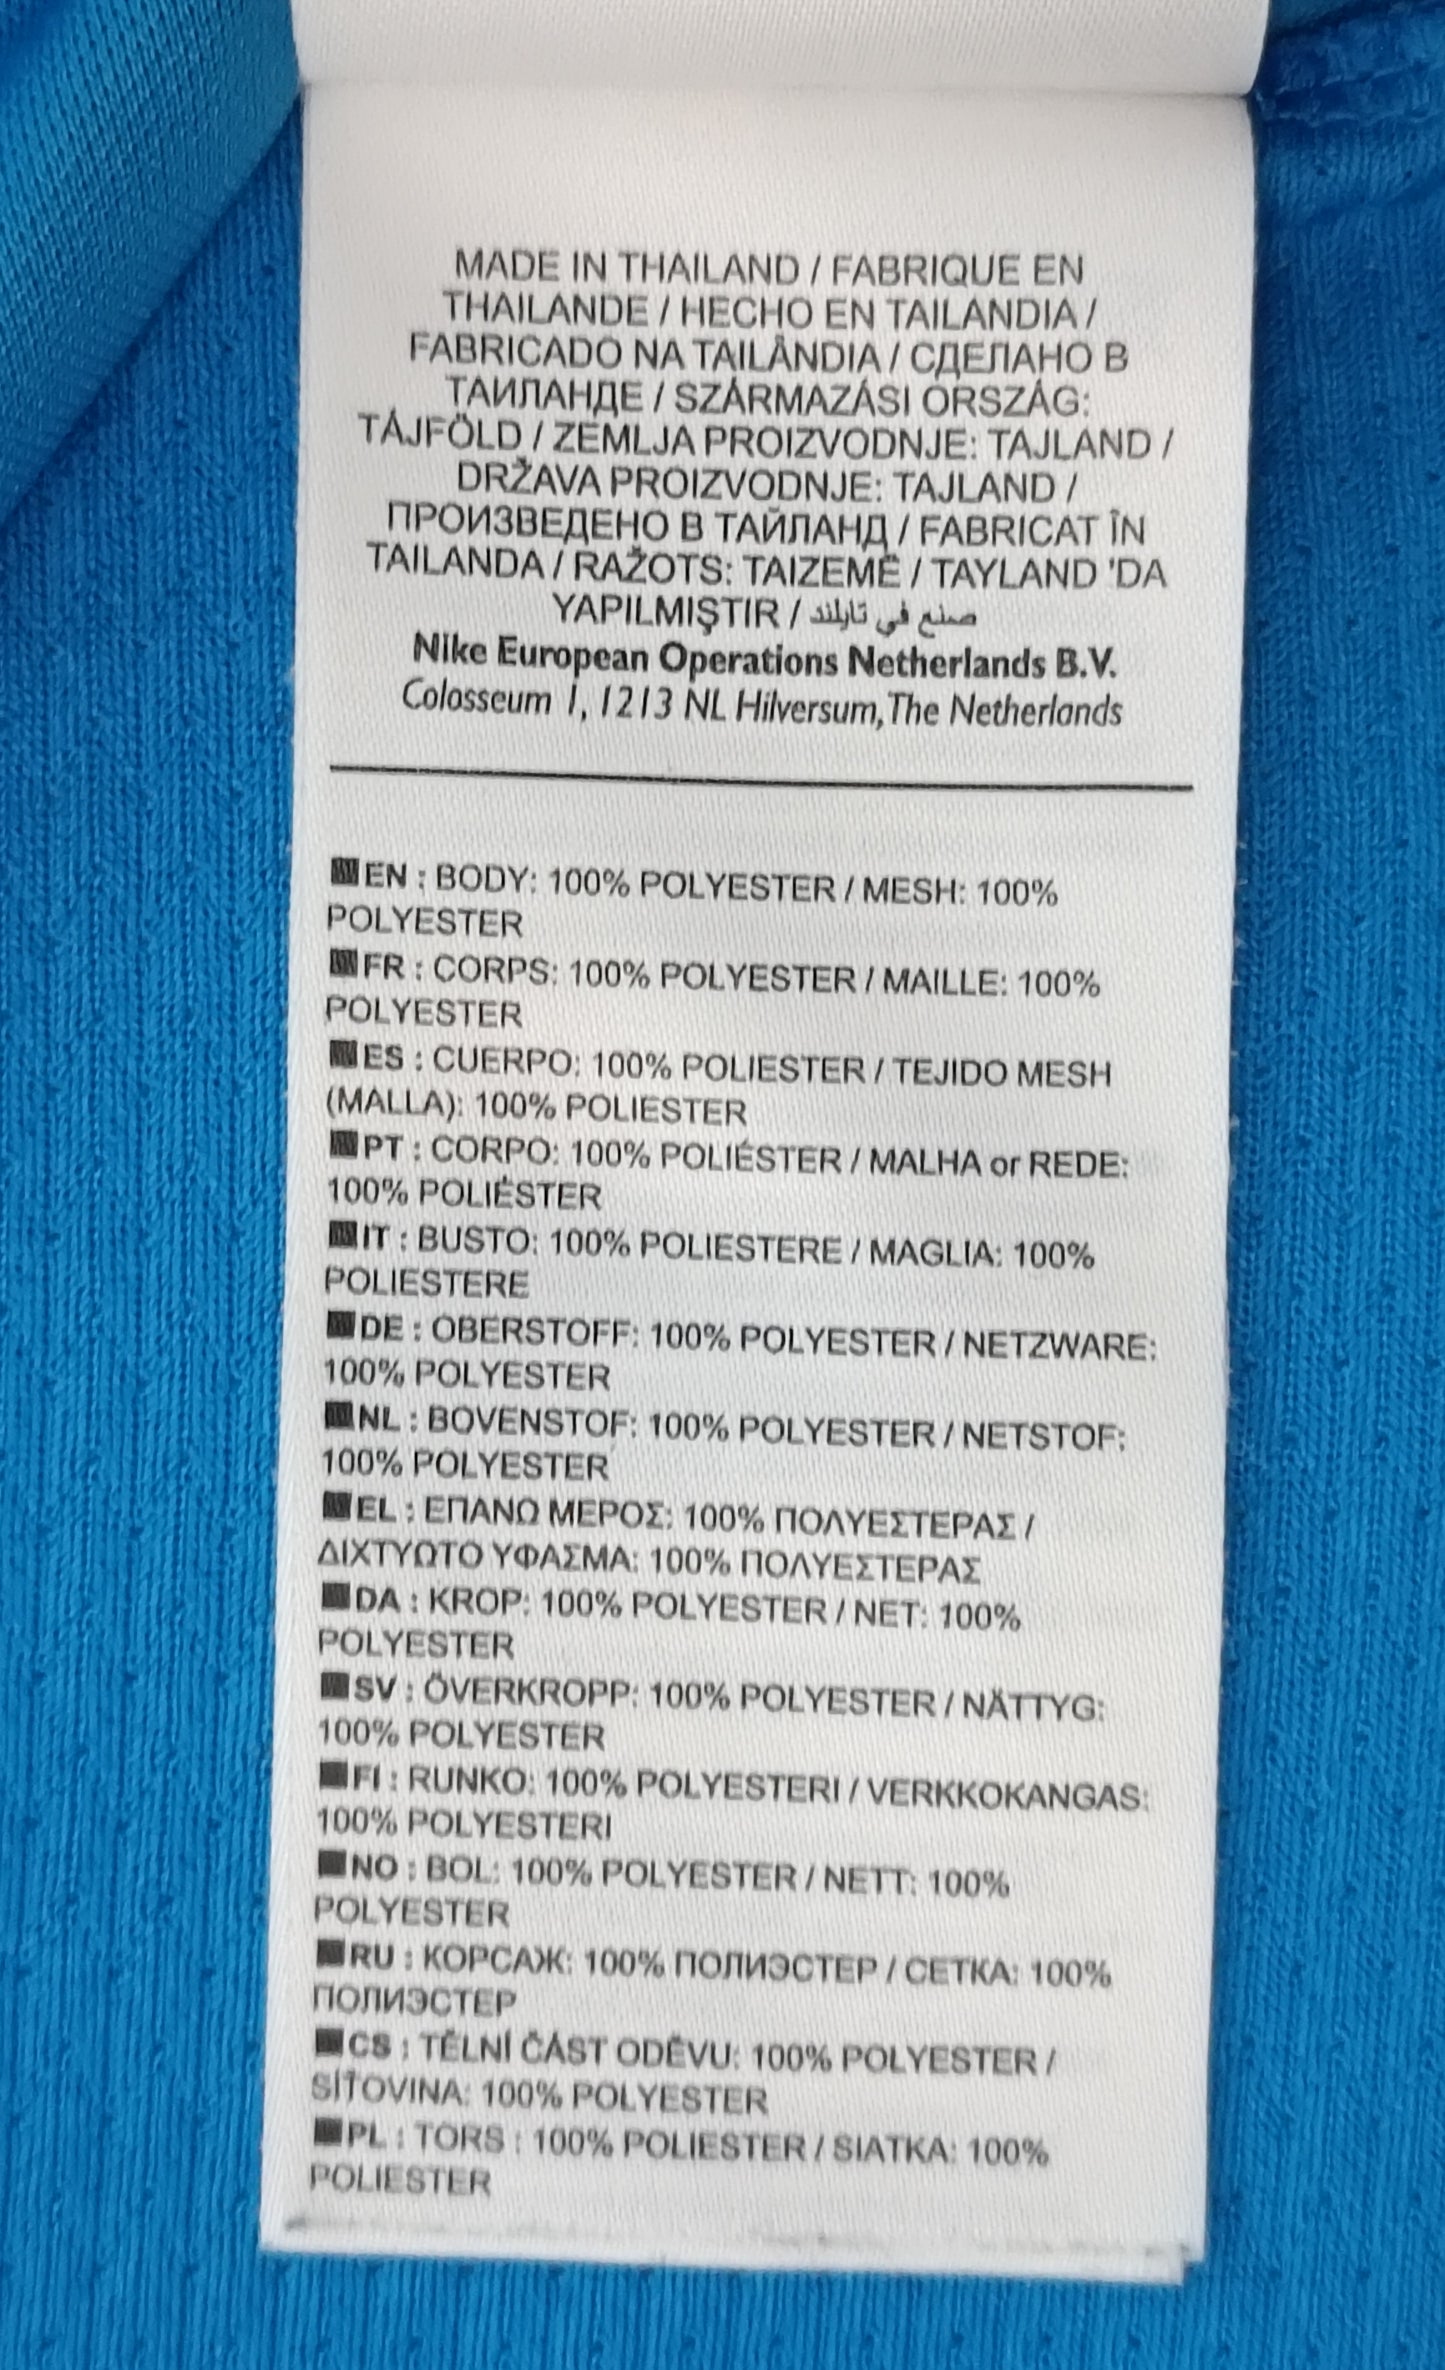 MADE IN THAILAND / FABRIQUE EN
THAILANDE / HECHO EN TAILANDIA /
FABRICADO NA TAILÂNDIA / СДЕЛАНО В
ТАИЛАНДЕ / SZÁRMAZÁSI ORSZÁG:
TÁJFÖLD / ZEMLJA PROIZVODNJE: TAJLAND /
DRŽAVA PROIZVODNJE: TAJLAND /
ПРОИЗВЕДЕНО В ТАЙЛАНД / FABRICAT ÎN
TAILANDA / RAŽOTS: TAIZEMĒ / TAYLAND 'DA
YAPILMIŞTIR / صنع في تايلند
Nike European Operations Netherlands B.V.
Colosseum 1, 1213 NL Hilversum, The Netherlands
EN : BODY: 100% POLYESTER / MESH: 100%
POLYESTER
FR : CORPS: 100% POLYESTER / MAILLE: 100%
POLYESTER
ES : CUERPO: 100% POLIESTER / TEJIDO MESH
(MALLA): 100% POLIESTER
PT : CORPO: 100% POLIÉSTER / MALHA or REDE:
100% POLIÉSTER
IT : BUSTO: 100% POLIESTERE / MAGLIA: 100%
POLIESTERE
DE : OBERSTOFF: 100% POLYESTER / NETZWARE:
100% POLYESTER
NL : BOVENSTOF: 100% POLYESTER / NETSTOF:
100% POLYESTER
EL : ΕΠΑΝΩ ΜΕΡΟΣ: 100% ΠΟΛΥΕΣΤΕΡΑΣ /
ΔΙΧΤΥΩΤΟ ΥΦΑΣΜΑ: 100% ΠΟΛΥΕΣΤΕΡΑΣ
DA : KROP: 100% POLYESTER / NET: 100%
POLYESTER
SV : ÖVERKROPP: 100% POLYESTER / NÄTTYG:
100% POLYESTER
FI : RUNKO: 100% POLYESTERI / VERKKOKANGAS:
100% POLYESTERI
NO : BOL: 100% POLYESTER / NETT: 100%
POLYESTER
RU : КОРСАЖ: 100% ПОЛИЭСТЕР / СЕТКА: 100%
ПОЛИЭСТЕР
CS : TĚLNÍ ČÁST ODĚVU: 100% POLYESTER /
SÍŤOVINA: 100% POLYESTER
PL : TORS : 100% POLIESTER / SIATKA: 100%
POLIESTER